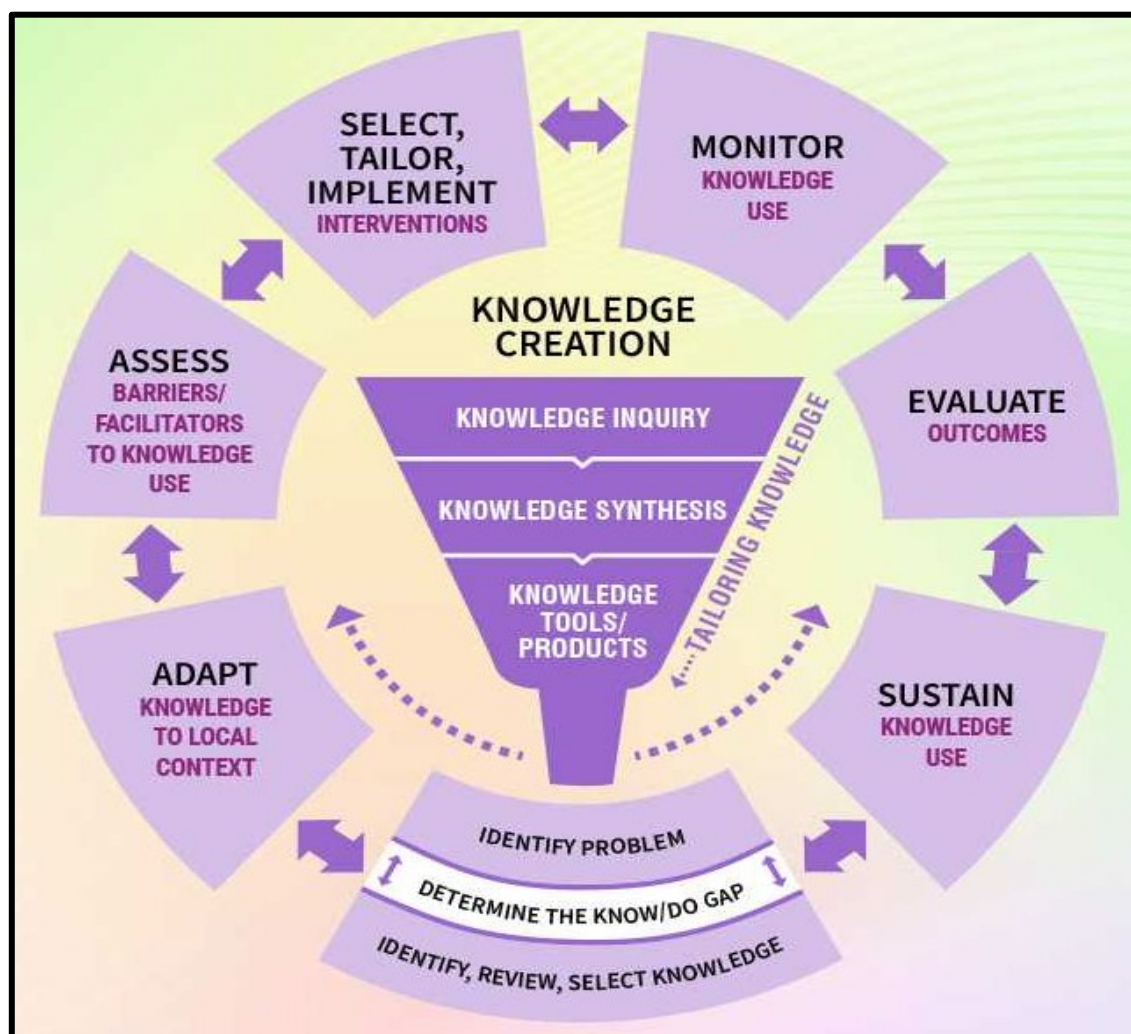 SELECT,
TAILOR,
IMPLEMENT
INTERVENTIONS
MONITOR
KNOWLEDGE
USE
KNOWLEDGE
CREATION
ASSESS
BARRIERS/
FACILITATORS
TO KNOWLEDGE
USE
EVALUATE
OUTCOMES
KNOWLEDGE INQUIRY
KNOWLEDGE SYNTHESIS
KNOWLEDGE
TOOLS/
PRODUCTS
TAILORING KNOWLEDGE
ADAPT
KNOWLEDGE
TO LOCAL
CONTEXT
SUSTAIN
KNOWLEDGE
USE
IDENTIFY PROBLEM
DETERMINE THE KNOW/DO GAP
IDENTIFY, REVIEW, SELECT KNOWLEDGE